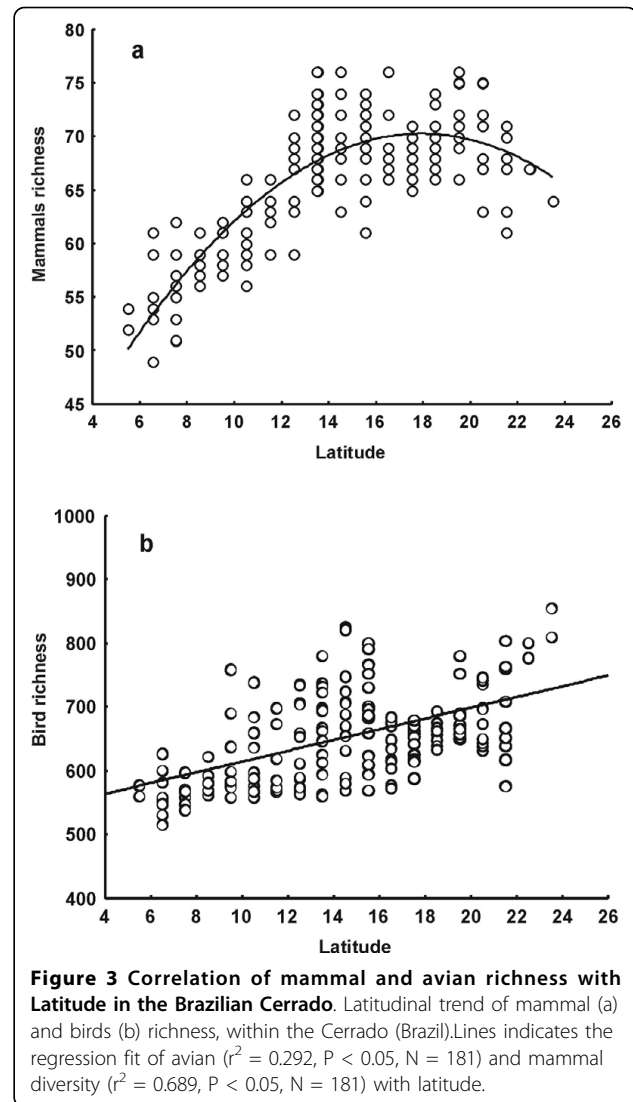 80
a
75
70
65
60
55
50
45
Mammals richness
4 6 8 10 12 14 16 18 20 22 24 26
Latitude
1000
b
900
800
700
600
500
400
Bird richness
4 6 8 10 12 14 16 18 20 22 24 26
Latitude
Figure 3 Correlation of mammal and avian richness with
Latitude in the Brazilian Cerrado. Latitudinal trend of mammal (a)
and birds (b) richness, within the Cerrado (Brazil).Lines indicates the
regression fit of avian (r² = 0.292, P < 0.05, N = 181) and mammal
diversity (r² = 0.689, P < 0.05, N = 181) with latitude.